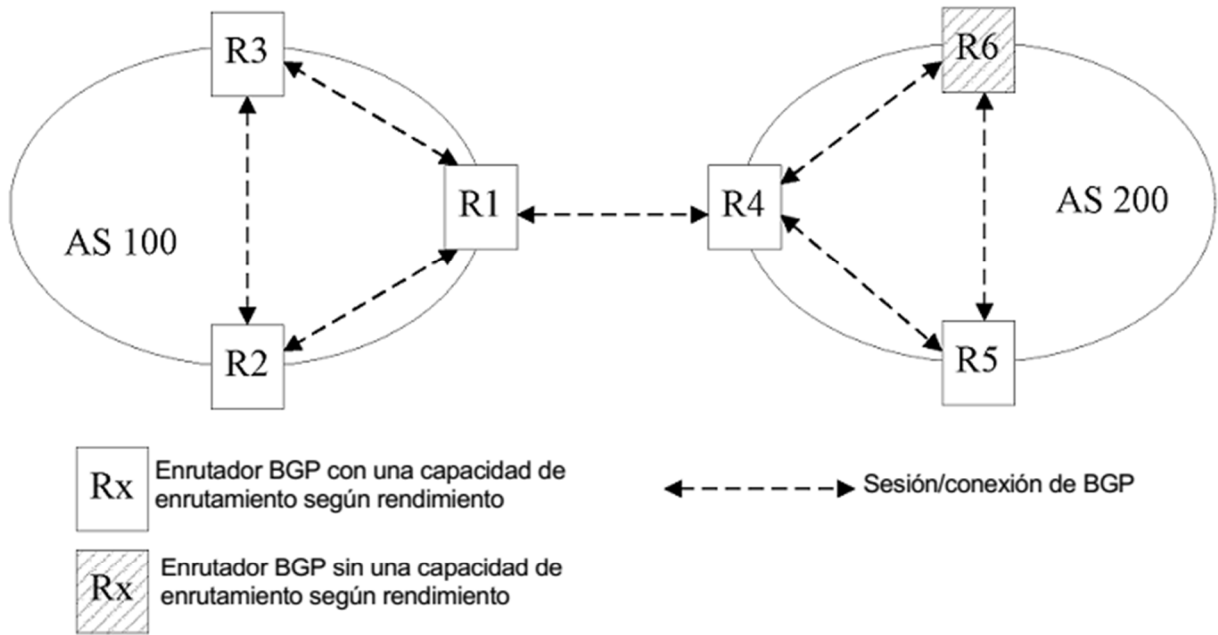 R3
R6
R1
R4
AS 200
AS 100
R2
R5
Rx
Enrutador BGP con una capacidad de
enrutamiento según rendimiento
Sesión/conexión de BGP
Rx
Enrutador BGP sin una capacidad de
enrutamiento según rendimiento